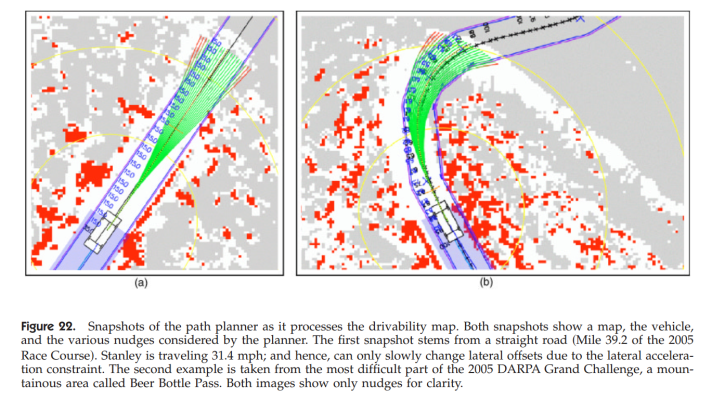 (a)
(b)
Figure 22. Snapshots of the path planner as it processes the drivability map. Both snapshots show a map, the vehicle,
and the various nudges considered by the planner. The first snapshot stems from a straight road (Mile 39.2 of the 2005
Race Course). Stanley is traveling 31.4 mph; and hence, can only slowly change lateral offsets due to the lateral accelera-
tion constraint. The second example is taken from the most difficult part of the 2005 DARPA Grand Challenge, a moun-
tainous area called Beer Bottle Pass. Both images show only nudges for clarity.